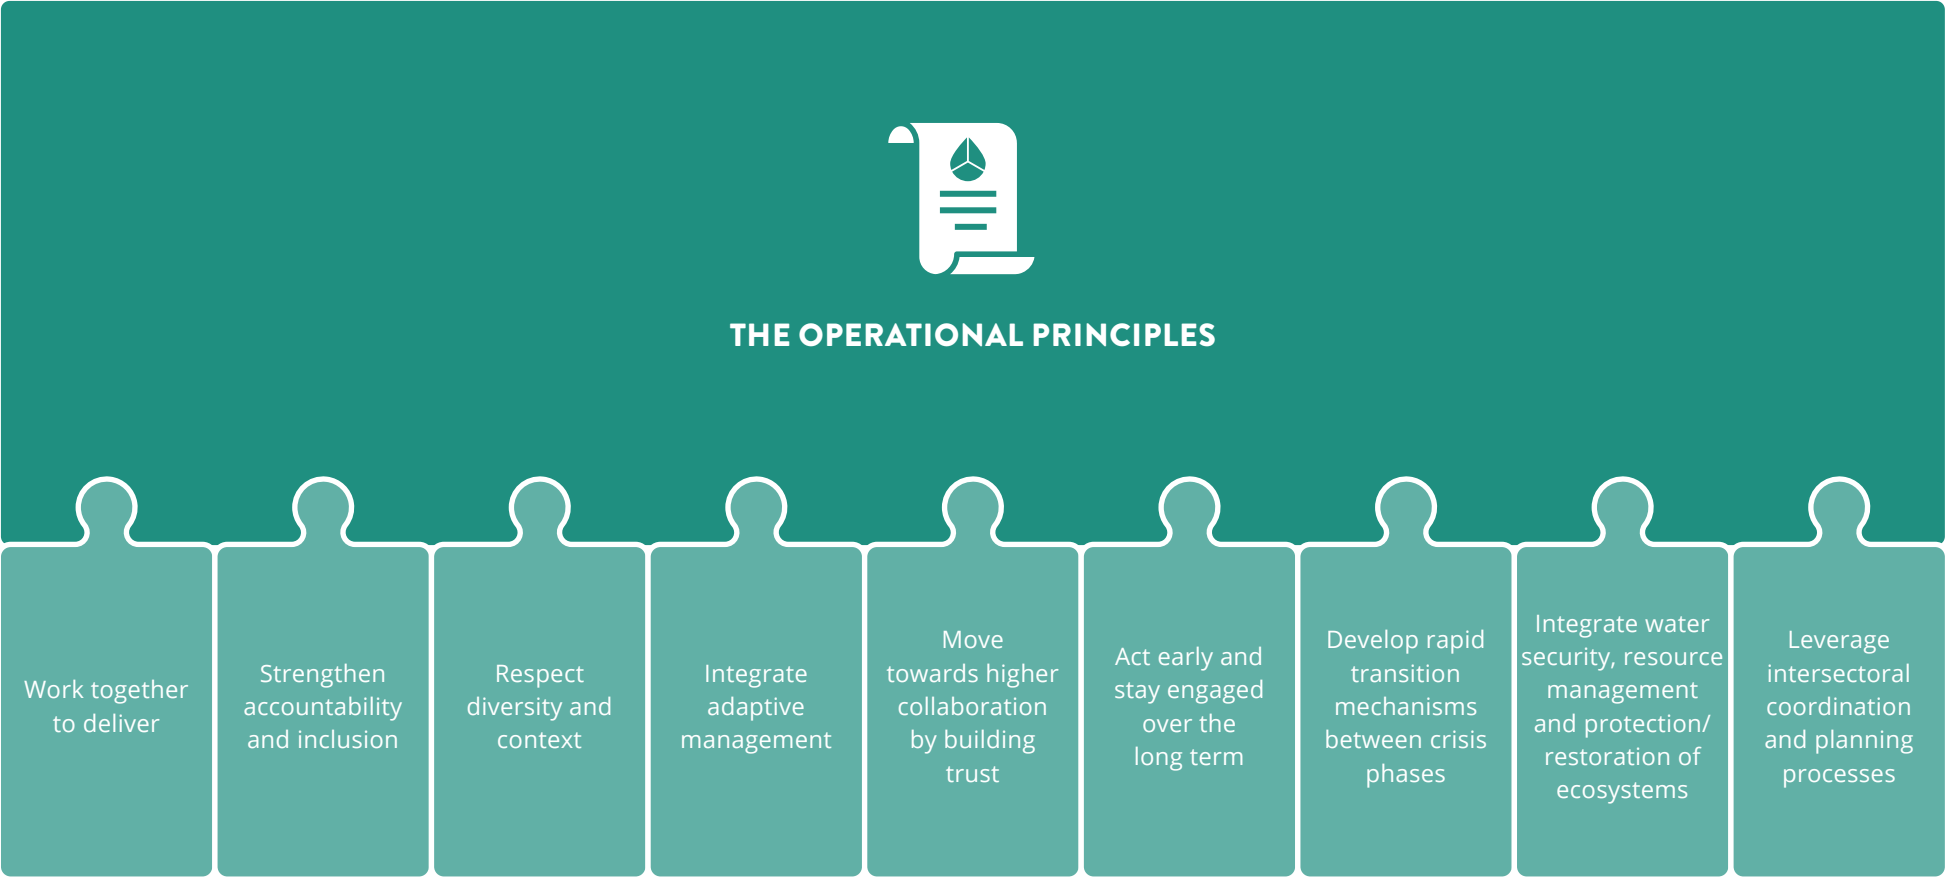 THE OPERATIONAL PRINCIPLES
Work together
to deliver
Strengthen
accountability
and inclusion
Respect
diversity and
context
Integrate
adaptive
management
Move
towards higher
collaboration
by building
trust
Act early and
stay engaged
over the
long term
Develop rapid
transition
mechanisms
between crisis
phases
Integrate water
security, resource
management
and protection/
restoration of
ecosystems
Leverage
intersectoral
coordination
and planning
processes